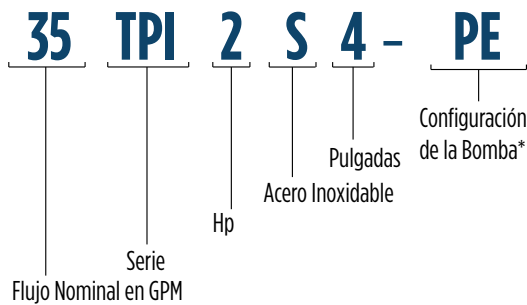 35 TPI 2 S 4 - PE
Configuración
de la Bomba*
Pulgadas
Acero Inoxidable
Hp
Serie
Flujo Nominal en GPM